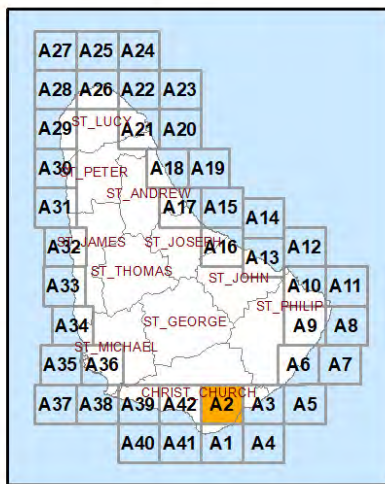 A27 A25 A24
A28 A26 A22 A23
A29 ST_LUCY A21 A20
A30 ST_PETER A18 A19
ST_ANDREW
A31 A17 A15 A14
A32 ST_JAMES ST_JOSEPH A16 A13 A12
A33 ST_THOMAS ST_JOHN A10 A11
ST_PHILIP
A34 ST_GEORGE A9 A8
ST_MICHAEL
A35 A36 A6 A7
CHRIST_CHURCH
A37 A38 A39 A42 A2 A3 A5
A40 A41 A1 A4